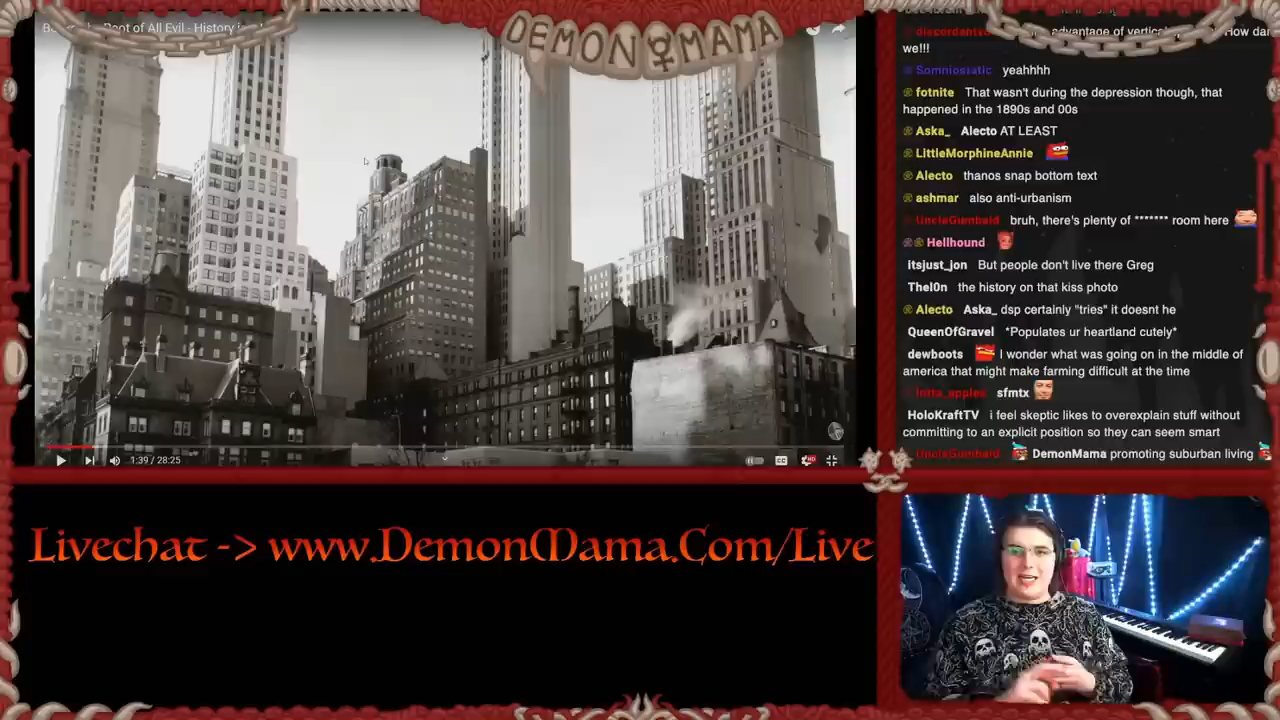 of All Evil - History
DEMON MAMA
1:39 / 28:25
CC
HD
Livechat -> www.DemonMama.Com/Live
advantage of
we!!!
Somniostatic yeahhhh
fotnite That wasn't during the depression though, that
happened in the 1890s and 00s
Aska_ Alecto AT LEAST
LittleMorphineAnnie
Alecto thanos snap bottom text
ashmar also anti-urbanism
bruh, there's plenty of ******* room here
Hellhound
itsjust_jon But people don't live there Greg
Thel0n the history on that kiss photo
Alecto Aska_ dsp certainly "tries" it doesnt he
QueenOfGravel *Populates ur heartland cutely*
dewboots I wonder what was going on in the middle of
america that might make farming difficult at the time
sfmtx
HoloKraftTV i feel skeptic likes to overexplain stuff without
committing to an explicit position so they can seem smart
DemonMama promoting suburban living